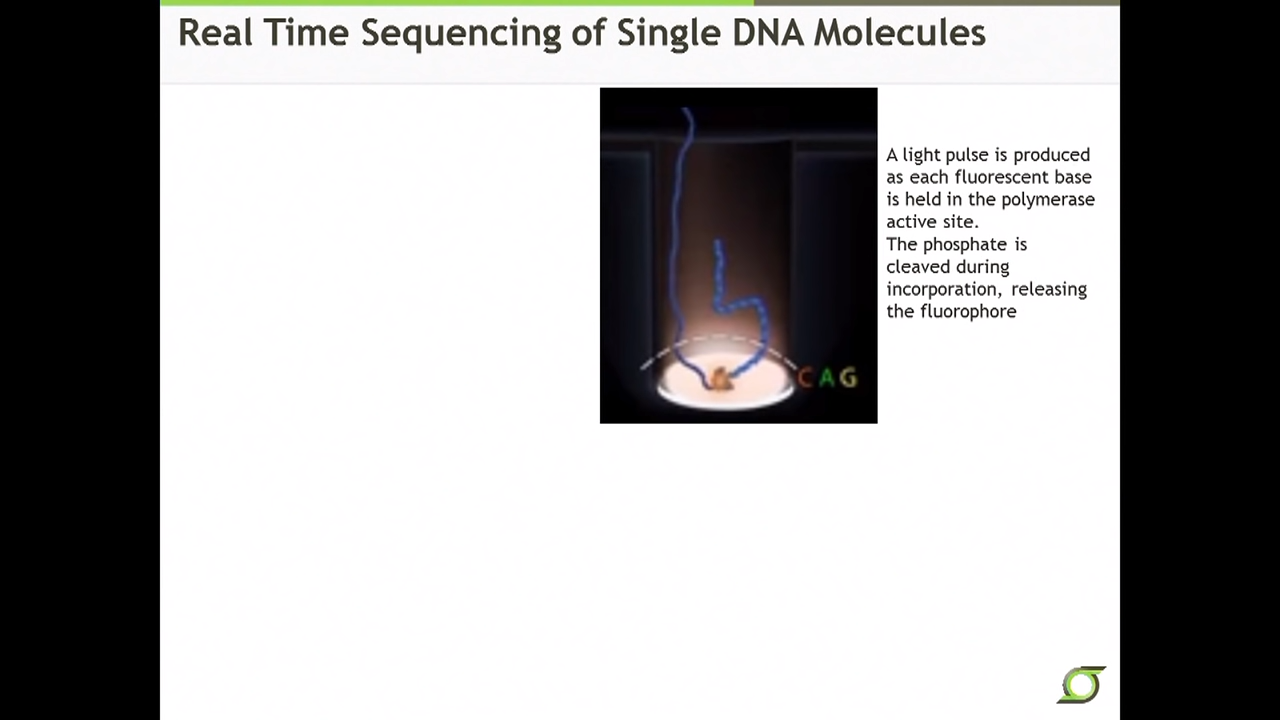 Real Time Sequencing of Single DNA Molecules
A light pulse is produced
as each fluorescent base
is held in the polymerase
active site.
The phosphate is
cleaved during
incorporation, releasing
the fluorophore
C A G